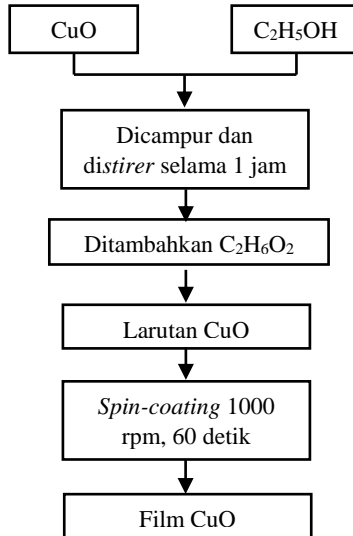 CuO
C₂H₅OH
Dicampur dan
distirer selama 1 jam
Ditambahkan C₂H₆O₂
Larutan CuO
Spin-coating 1000
rpm, 60 detik
Film CuO